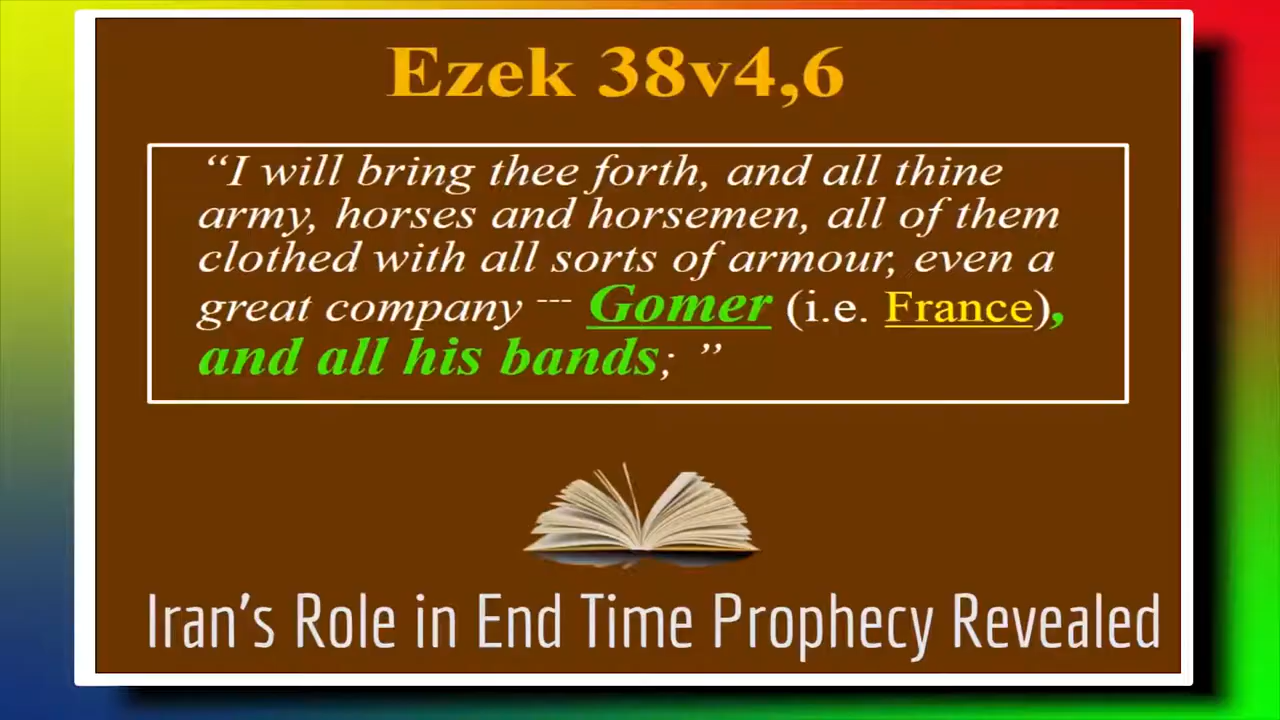 Ezek 38v4,6
“I will bring thee forth, and all thine
army, horses and horsemen, all of them
clothed with all sorts of armour, even a
great company --- Gomer (i.e. France),
and all his bands; ”
Iran’s Role in End Time Prophecy Revealed